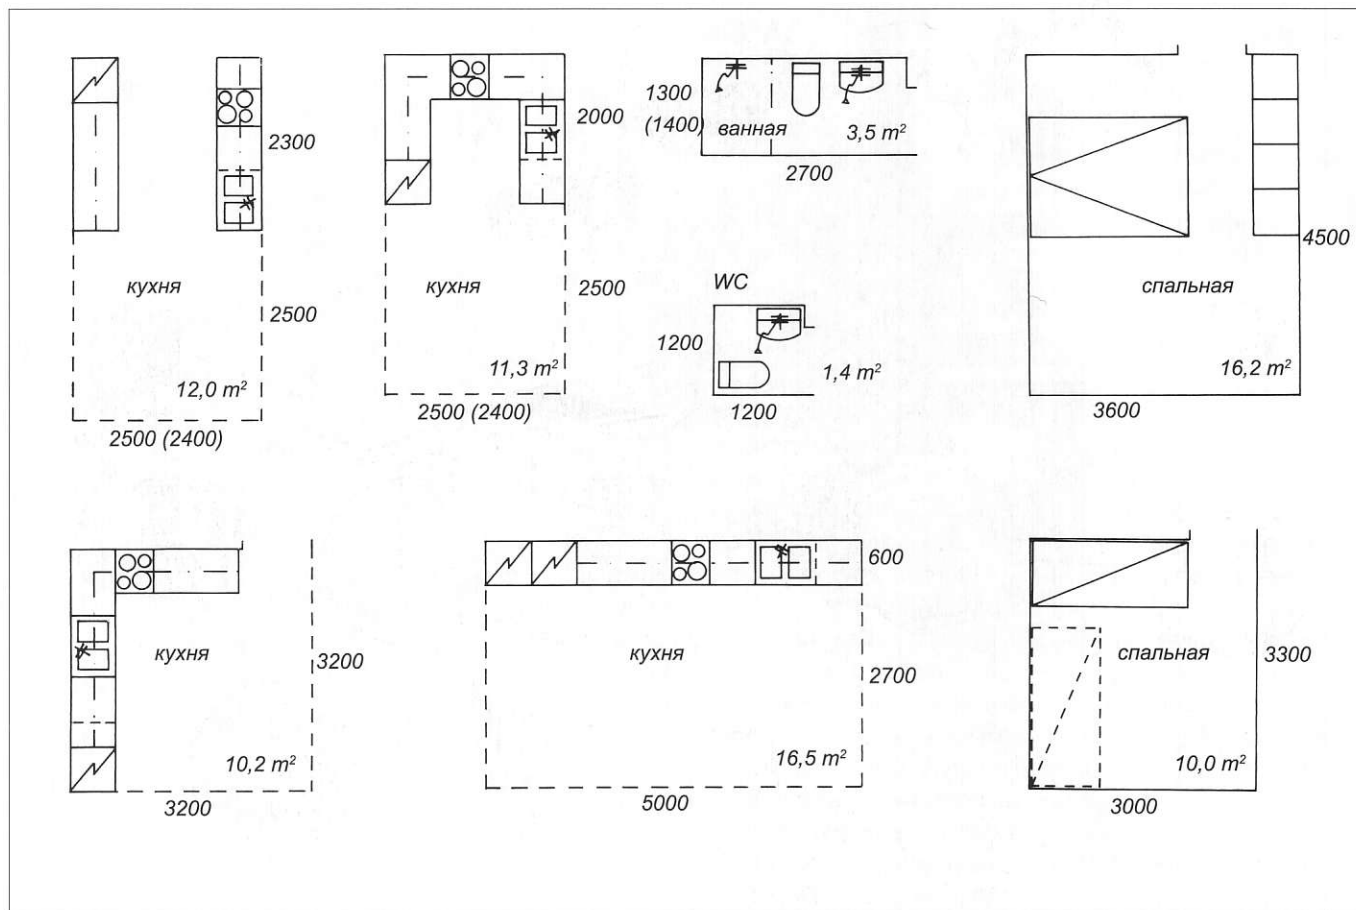 2300
кухня
2500
12,0 m²
2500 (2400)
2000
кухня
2500
11,3 m²
2500 (2400)
1300
(1400)
ванная
3,5 m²
2700
WC
1200
1,4 m²
1200
4500
спальная
16,2 m²
3600
кухня
3200
10,2 m²
3200
600
кухня
2700
16,5 m²
5000
спальная
3300
10,0 m²
3000